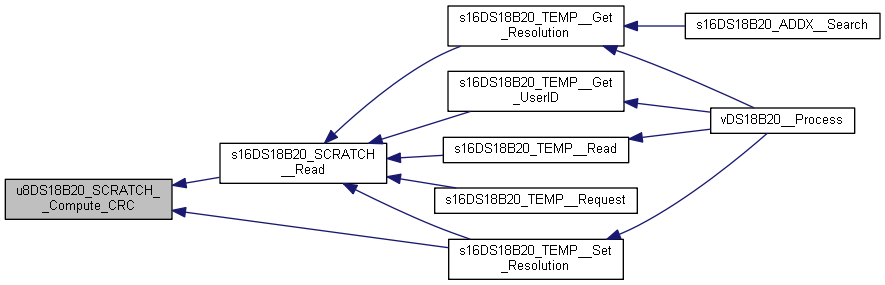 u8DS18B20_SCRATCH_
_Compute_CRC
s16DS18B20_SCRATCH
__Read
s16DS18B20_TEMP__Get
_Resolution
s16DS18B20_ADDX__Search
s16DS18B20_TEMP__Get
_UserID
vDS18B20__Process
s16DS18B20_TEMP__Read
s16DS18B20_TEMP__Request
s16DS18B20_TEMP__Set
_Resolution